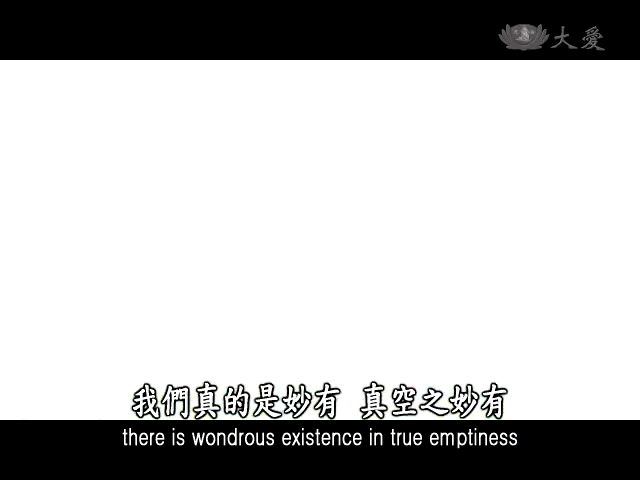 大愛
我們真的是妙有 真空之妙有
there is wondrous existence in true emptiness